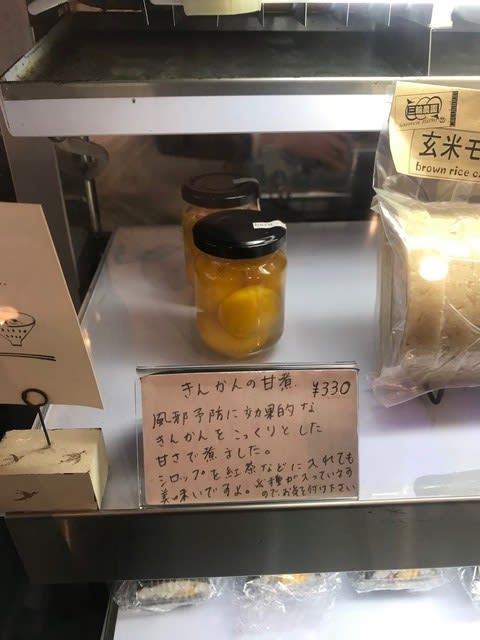 玄米モ
brown rice c
きんかんの甘煮 ¥330
風邪予防に効果的な
きんかんをこっくりとした
甘さで煮ました。
シロップを紅茶などに入れても
美味いですよ。※種が入っています
ので、お気を付け下さい